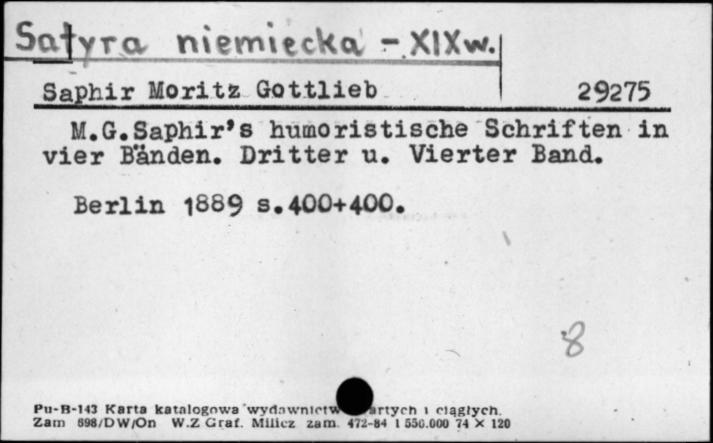 Satyra niemiecka - XIXw.
Saphir Moritz Gottlieb 29275
M.G.Saphir's humoristische Schriften in
vier Bänden. Dritter u. Vierter Band.
Berlin 1889 s.400+400.
8
Pu-B-143 Karta katalogowa wydawnictw artych i ciągłych.
Zam 698/DW/On W.Z Graf. Milicz zam. 472-84 1 550.000 74 × 120